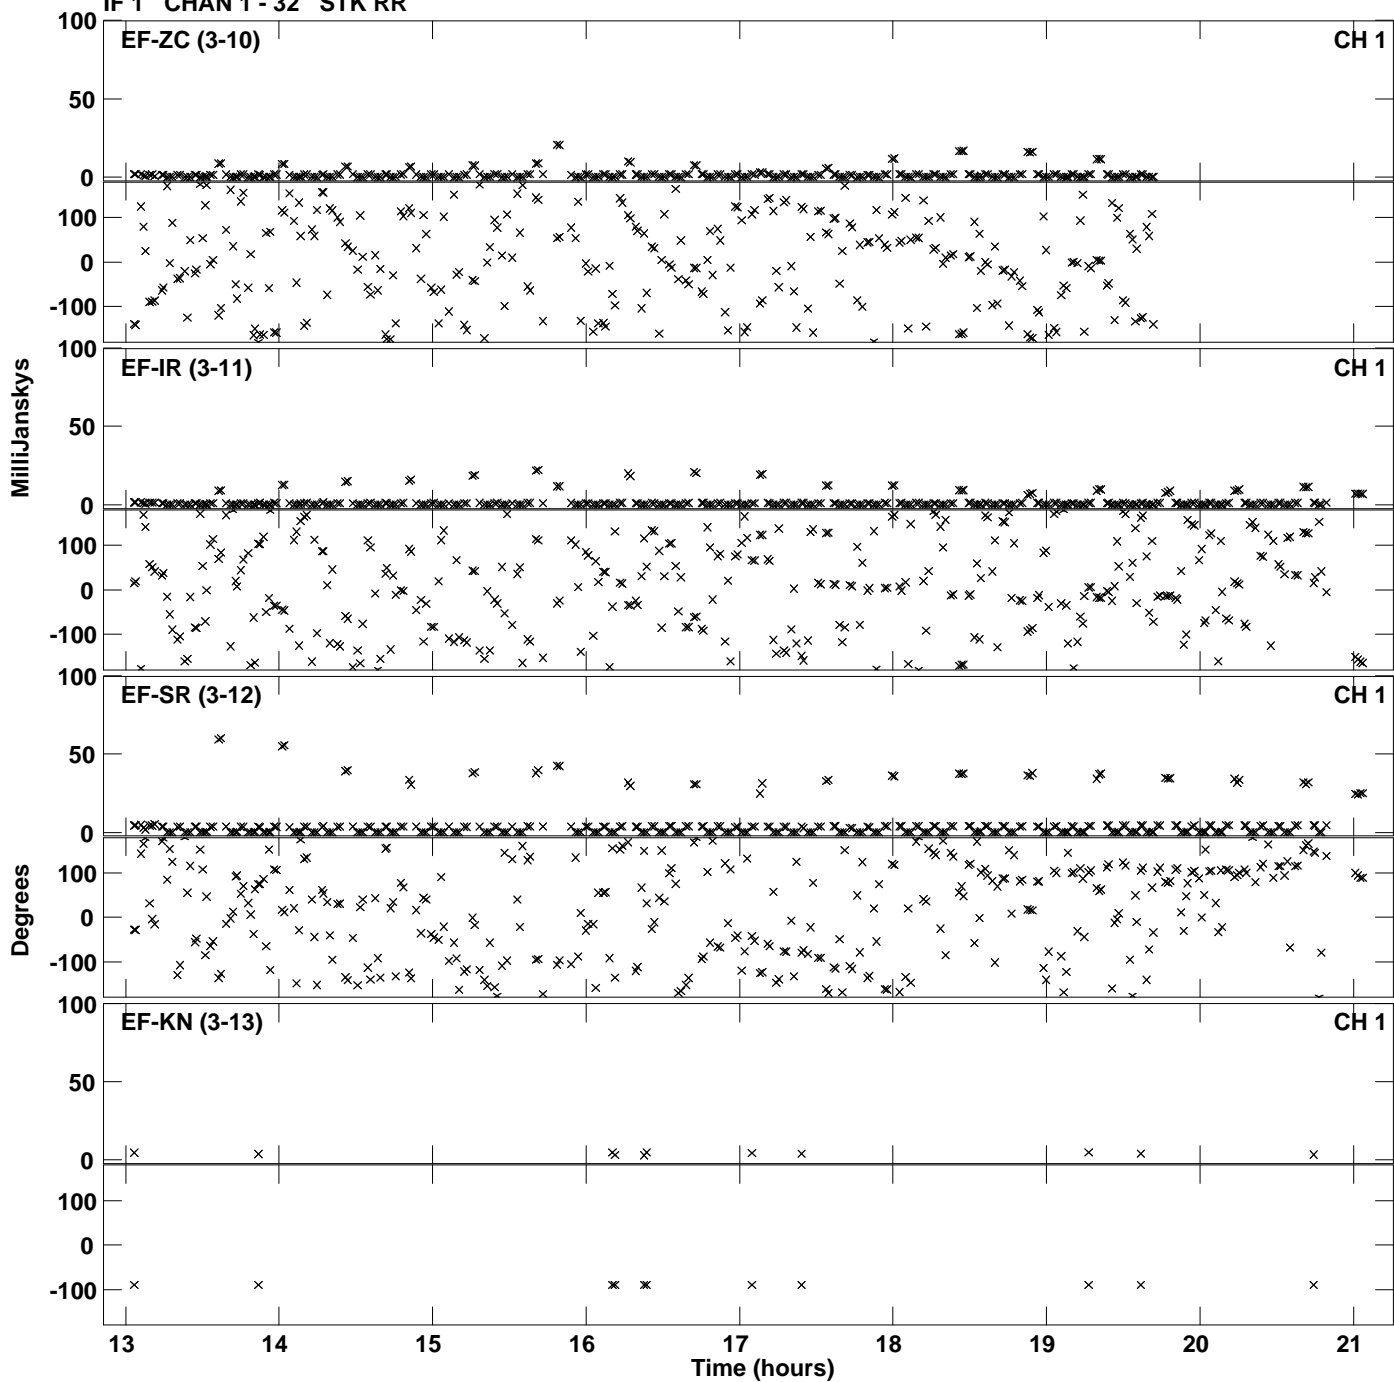 IF 1 CHAN 1 - 32 STK RR
100
EF-ZC (3-10) CH 1
50
0
100
0
-100
100
EF-IR (3-11) CH 1
50
0
100
0
-100
100
EF-SR (3-12) CH 1
50
0
100
0
-100
100
EF-KN (3-13) CH 1
50
0
100
0
-100
MilliJanskys
Degrees
13 14 15 16 17 18 19 20 21
Time (hours)